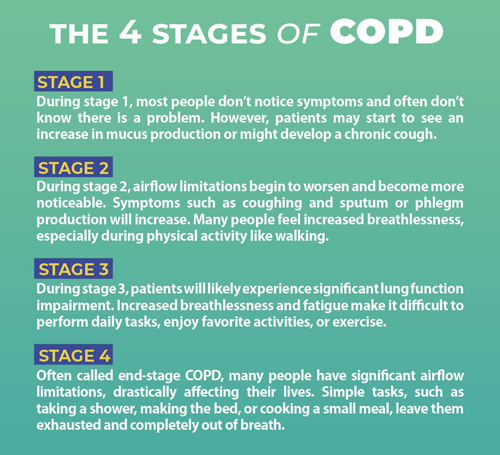 THE 4 STAGES OF COPD
STAGE 1
During stage 1, most people don't notice symptoms and often don't
know there is a problem. However, patients may start to see an
increase in mucus production or might develop a chronic cough.
STAGE 2
During stage 2, airflow limitations begin to worsen and become more
noticeable. Symptoms such as coughing and sputum or phlegm
production will increase. Many people feel increased breathlessness,
especially during physical activity like walking.
STAGE 3
During stage 3, patients will likely experience significant lung function
impairment. Increased breathlessness and fatigue make it difficult to
perform daily tasks, enjoy favorite activities, or exercise.
STAGE 4
Often called end-stage COPD, many people have significant airflow
limitations, drastically affecting their lives. Simple tasks, such as
taking a shower, making the bed, or cooking a small meal, leave them
exhausted and completely out of breath.